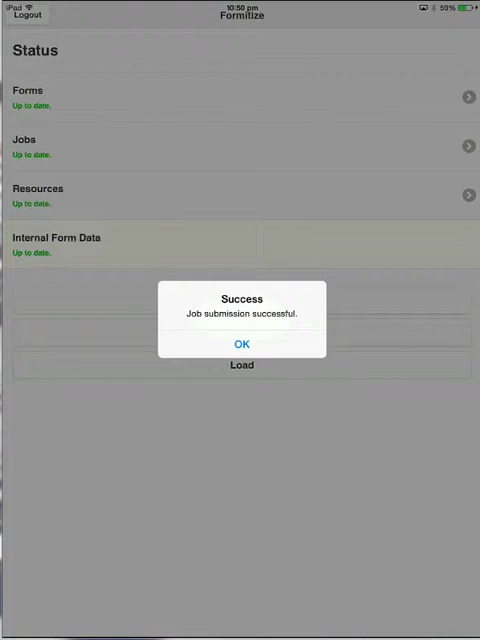 iPad 10:50 pm 59%
Logout Formitize
Status
Forms
Up to date.
Jobs
Up to date.
Resources
Up to date.
Internal Form Data
Up to date.
Success
Job submission successful.
OK
Load